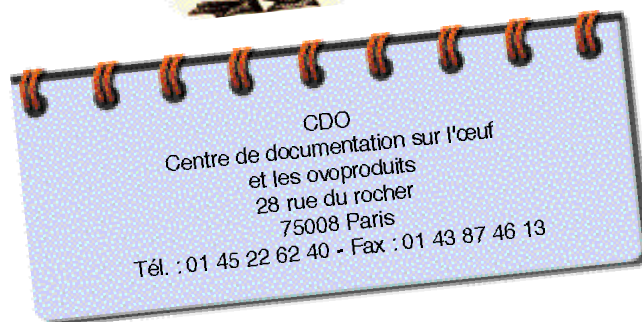 CDO
Centre de documentation sur l'œuf
et les ovoproduits
28 rue du rocher
75008 Paris
Tél. : 01 45 22 62 40 - Fax : 01 43 87 46 13